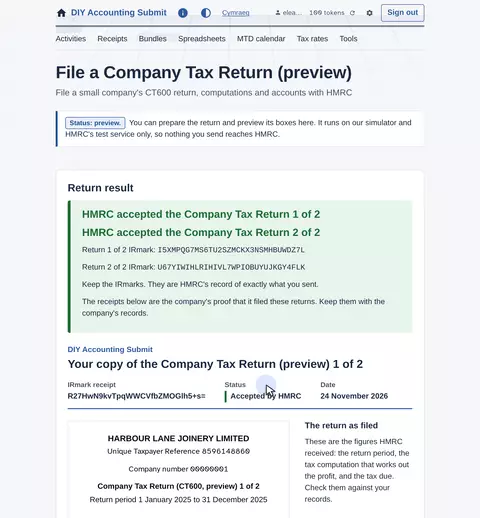 DIY Accounting Submit
Cymraeg
elea...
100 tokens
Sign out
Activities Receipts Bundles Spreadsheets MTD calendar Tax rates Tools
File a Company Tax Return (preview)
File a small company's CT600 return, computations and accounts with HMRC
Status: preview. You can prepare the return and preview its boxes here. It runs on our simulator and
HMRC's test service only, so nothing you send reaches HMRC.
Return result
HMRC accepted the Company Tax Return 1 of 2
HMRC accepted the Company Tax Return 2 of 2
Return 1 of 2 IRmark: I5XMPQG7MS6TU2SZMCKX3NSMHBUWDZ7L
Return 2 of 2 IRmark: U67YIWIHLRIHIVL7WPIOBUYUJKGY4FLK
Keep the IRmarks. They are HMRC's record of exactly what you sent.
The receipts below are the company's proof that it filed these returns. Keep them with the
company's records.
DIY Accounting Submit
Your copy of the Company Tax Return (preview) 1 of 2
IRmark receipt Status Date
R27HwN9kvTpqWWCVfbZMOGlh5+s= Accepted by HMRC 24 November 2026
HARBOUR LANE JOINERY LIMITED
Unique Taxpayer Reference 8596148860
Company number 00000001
Company Tax Return (CT600, preview) 1 of 2
Return period 1 January 2025 to 31 December 2025
The return as filed
These are the figures HMRC
received: the return period, the
tax computation that works out
the profit, and the tax due.
Check them against your
records.